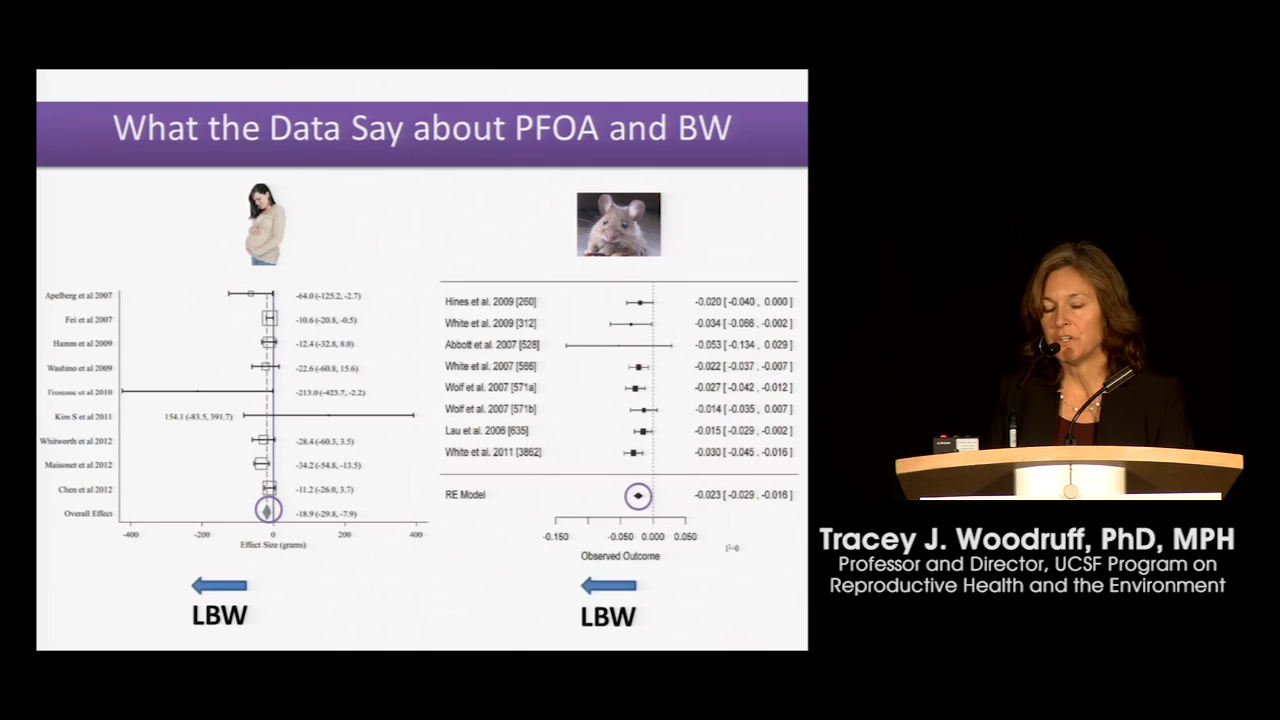 What the Data Say about PFOA and BW
Apelberg et al 2007 -64.0 (-125.2, -2.7)
Fei et al 2007 -10.6 (-20.8, -0.5)
Hamm et al 2009 -12.4 (-32.8, 8.0)
Washino et al 2009 -22.6 (-60.8, 15.6)
Fromme et al 2010 -213.0 (-423.7, -2.2)
Kim S et al 2011 154.1 (-83.5, 391.7)
Whitworth et al 2012 -28.4 (-60.3, 3.5)
Maisonet et al 2012 -34.2 (-54.8, -13.5)
Chen et al 2012 -11.2 (-26.0, 3.7)
Overall Effect -18.9 (-29.8, -7.9)
-400 -200 0 200 400
Effect Size (grams)
LBW
Hines et al. 2009 [260] -0.020 [ -0.040 , 0.000 ]
White et al. 2009 [312] -0.034 [ -0.066 , -0.002 ]
Abbott et al. 2007 [528] -0.053 [ -0.134 , 0.029 ]
White et al. 2007 [566] -0.022 [ -0.037 , -0.007 ]
Wolf et al. 2007 [571a] -0.027 [ -0.042 , -0.012 ]
Wolf et al. 2007 [571b] -0.014 [ -0.035 , 0.007 ]
Lau et al. 2006 [635] -0.015 [ -0.029 , -0.002 ]
White et al. 2011 [3862] -0.030 [ -0.045 , -0.016 ]
RE Model -0.023 [ -0.029 , -0.016 ]
-0.150 -0.050 0.000 0.050
Observed Outcome
LBW
Tracey J. Woodruff, PhD, MPH
Professor and Director, UCSF Program on
Reproductive Health and the Environment